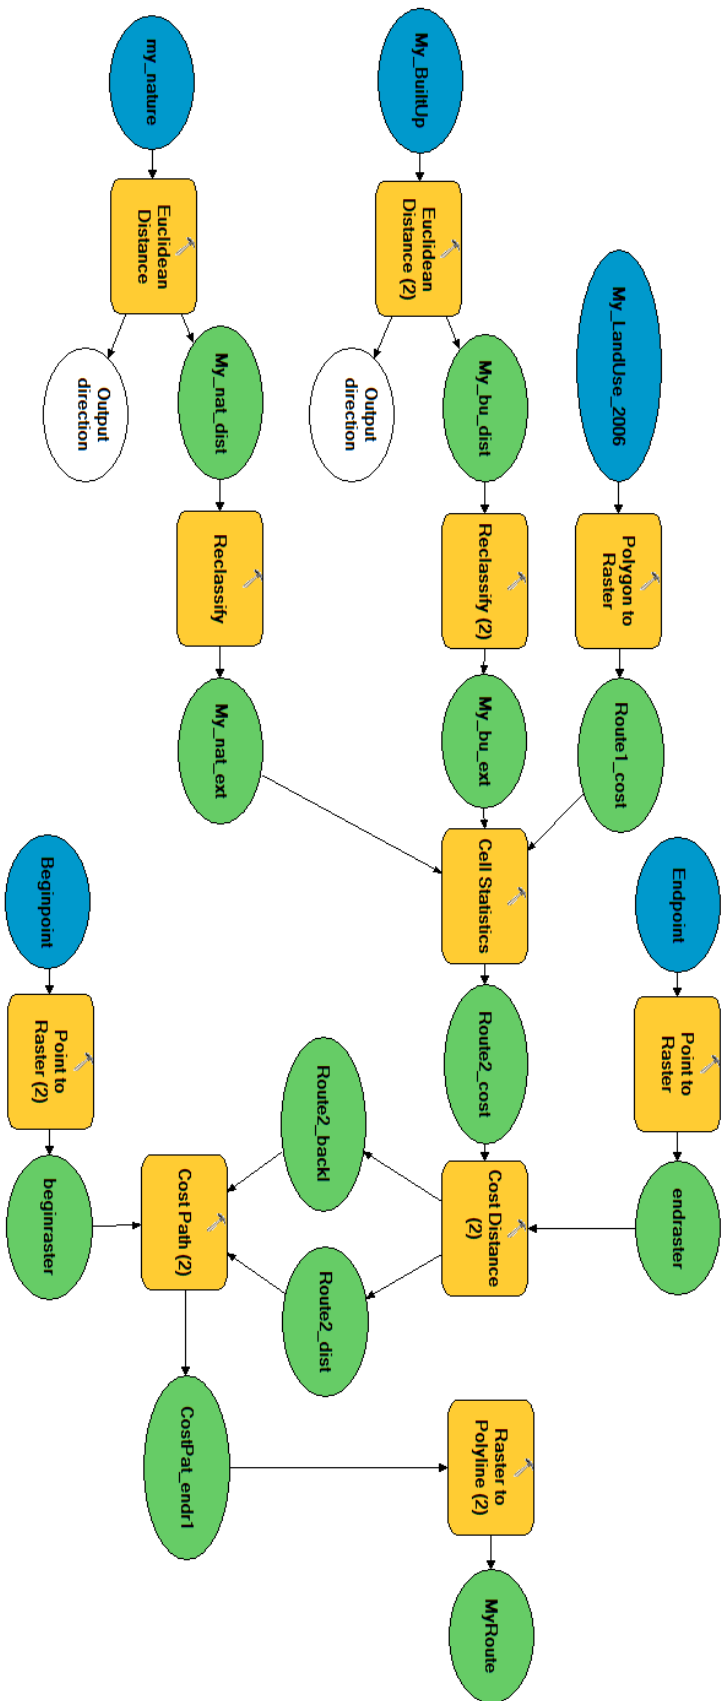 My_LandUse_2006
Polygon to
Raster
Route1_cost
Endpoint
Point to
Raster
endraster
My_BuiltUp
Euclidean
Distance (2)
My_bu_dist
Output
direction
Reclassify (2)
My_bu_ext
Cell Statistics
Route2_cost
Cost Distance
(2)
Raster to
Polyline (2)
MyRoute
my_nature
Euclidean
Distance
My_nat_dist
Output
direction
Reclassify
My_nat_ext
Route2_backl
Route2_dist
Beginpoint
Point to
Raster (2)
beginraster
Cost Path (2)
CostPat_endr1